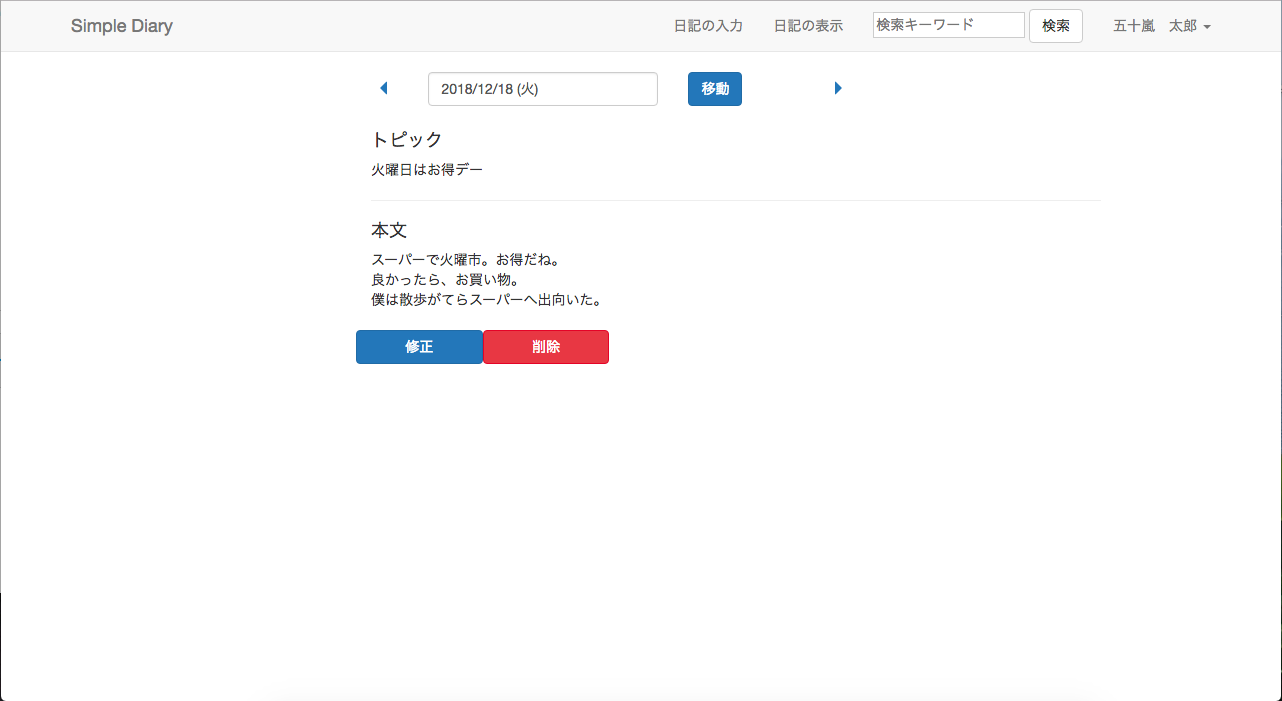 Simple Diary
日記の入力
日記の表示
検索キーワード
検索
五十嵐　太郎
2018/12/18 (火)
移動
トピック
火曜日はお得デー
本文
スーパーで火曜市。お得だね。
良かったら、お買い物。
僕は散歩がてらスーパーへ出向いた。
修正
削除